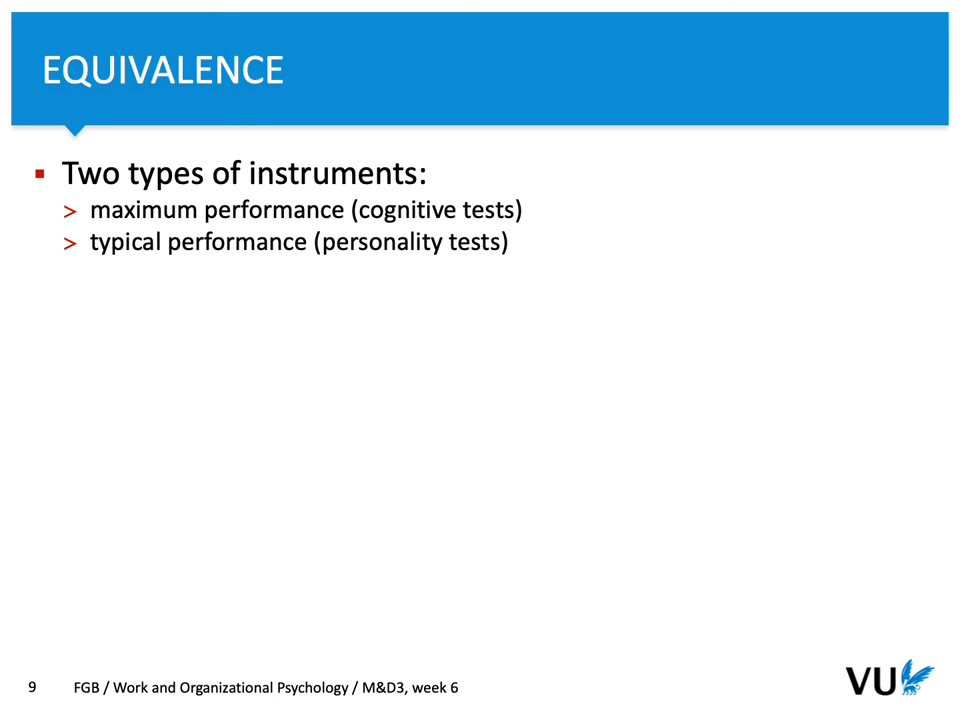 EQUIVALENCE
▪ Two types of instruments:
> maximum performance (cognitive tests)
> typical performance (personality tests)
9 FGB / Work and Organizational Psychology / M&D3, week 6
VU